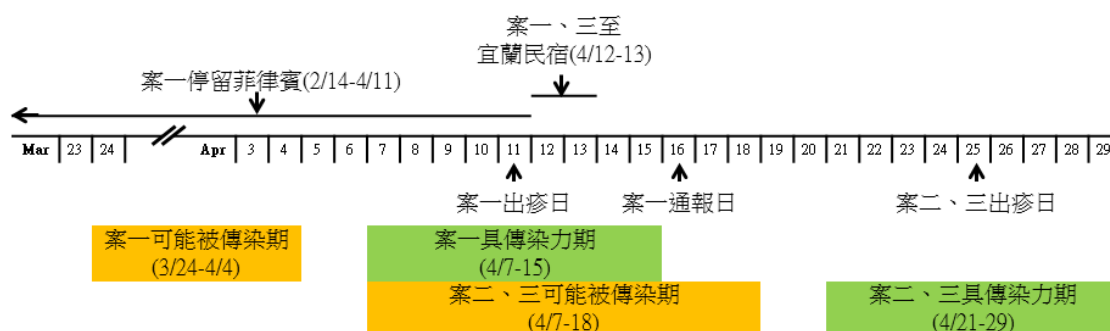 案一、三至
宜蘭民宿(4/12-13)
案一停留菲律賓(2/14-4/11)
Mar 23 24 Apr 3 4 5 6 7 8 9 10 11 12 13 14 15 16 17 18 19 20 21 22 23 24 25 26 27 28 29
案一出疹日 案一通報日 案二、三出疹日
案一可能被傳染期 案一具傳染力期
(3/24-4/4) (4/7-15)
案二、三可能被傳染期 案二、三具傳染力期
(4/7-18) (4/21-29)